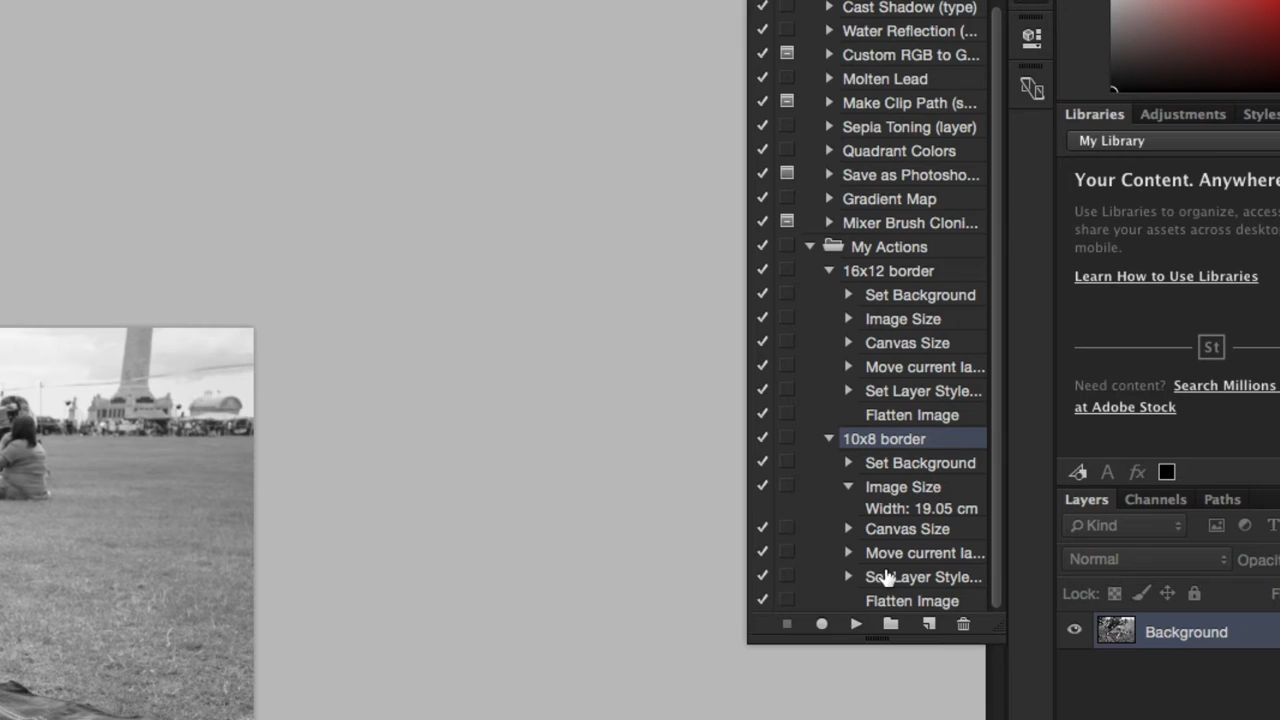 Cast Shadow (type)
Water Reflection (...
Custom RGB to G...
Molten Lead
Make Clip Path (s...
Sepia Toning (layer)
Quadrant Colors
Save as Photosho...
Gradient Map
Mixer Brush Cloni...
My Actions
16x12 border
Set Background
Image Size
Canvas Size
Move current la...
Set Layer Style...
Flatten Image
10x8 border
Set Background
Image Size
Width: 19.05 cm
Canvas Size
Move current la...
Set Layer Style...
Flatten Image
Libraries Adjustments Styles
My Library
Your Content. Anywhere
Use Libraries to organize, access
share your assets across deskto
mobile.
Learn How to Use Libraries
St
Need content? Search Millions
at Adobe Stock
A fx
Layers Channels Paths
Kind T
Normal Opaci
Lock: F
Background